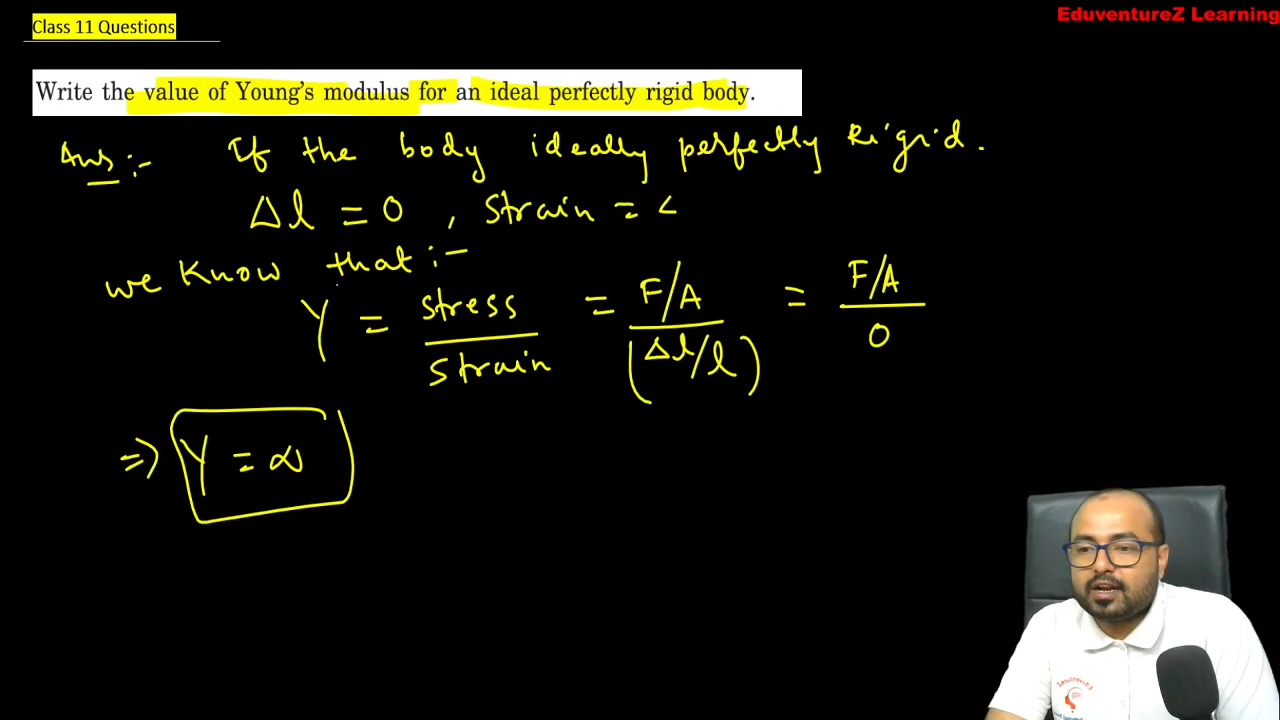 Class 11 Questions
EduventureZ Learning
Write the value of Young's modulus for an ideal perfectly rigid body.
Ans:- If the body ideally perfectly Rigid.
Δl = 0 , Strain =
we know that:-
Y = stress / strain = F/A / (Δl/l) = F/A / 0
⇒ Y = ∞